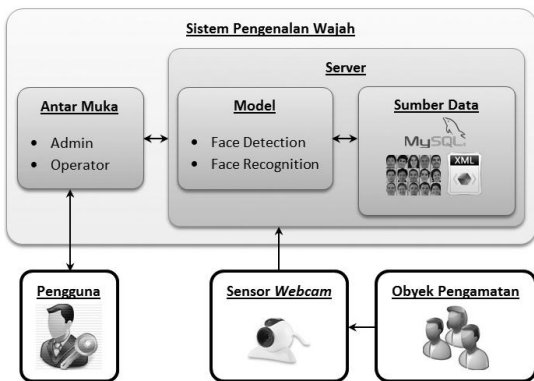 Sistem Pengenalan Wajah
Server
Antar Muka
• Admin
• Operator
Model
• Face Detection
• Face Recognition
Sumber Data
MySQL
XML
Pengguna
Sensor Webcam
Obyek Pengamatan